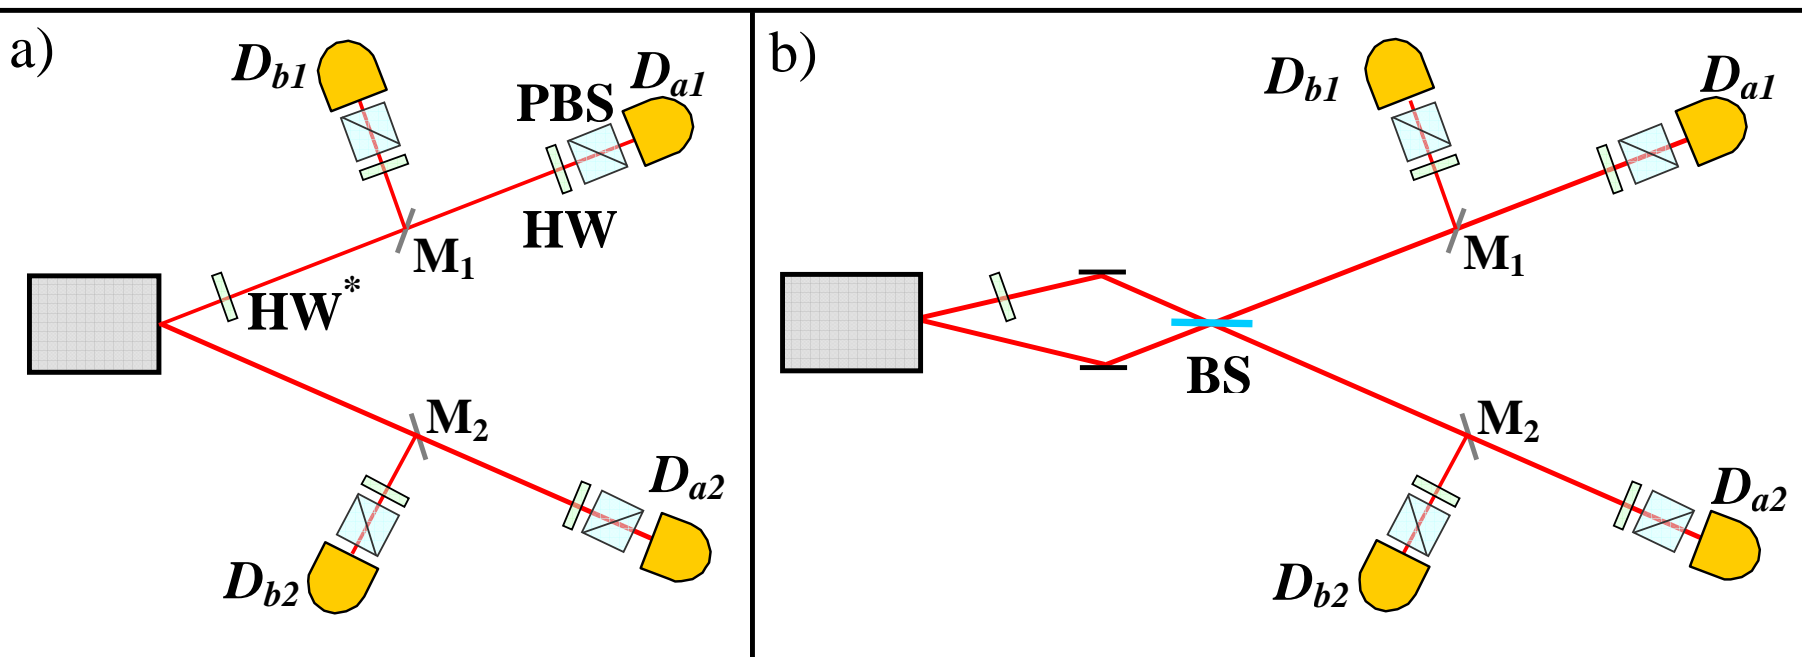 a)
D_b1
PBS
D_a1
HW
M_1
HW*
M_2
D_a2
D_b2
b)
D_b1
D_a1
M_1
BS
M_2
D_a2
D_b2